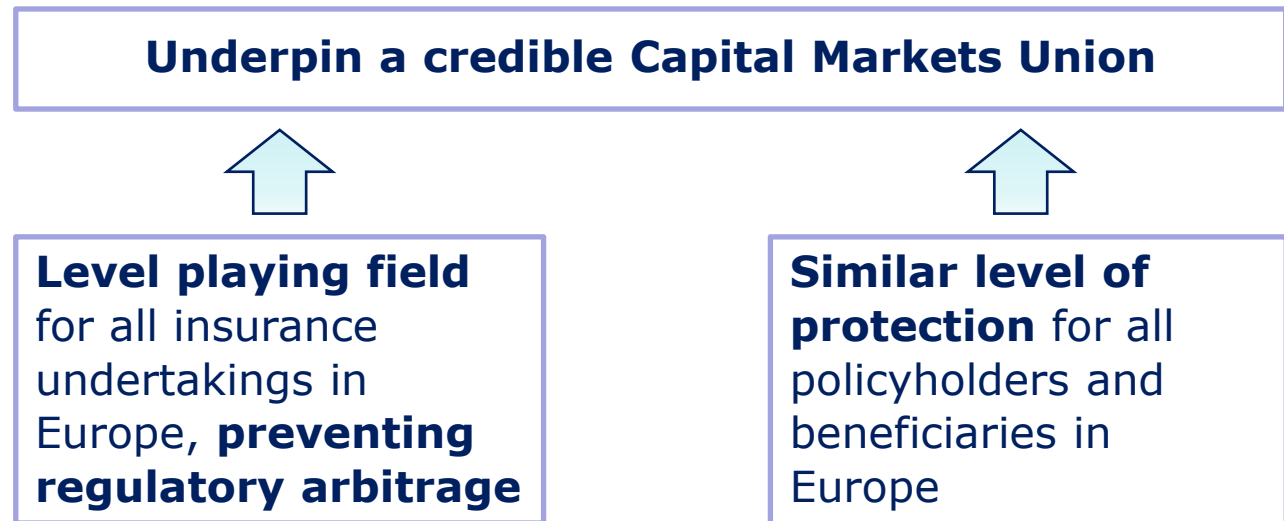 Underpin a credible Capital Markets Union
Level playing field
for all insurance
undertakings in
Europe, preventing
regulatory arbitrage
Similar level of
protection for all
policyholders and
beneficiaries in
Europe